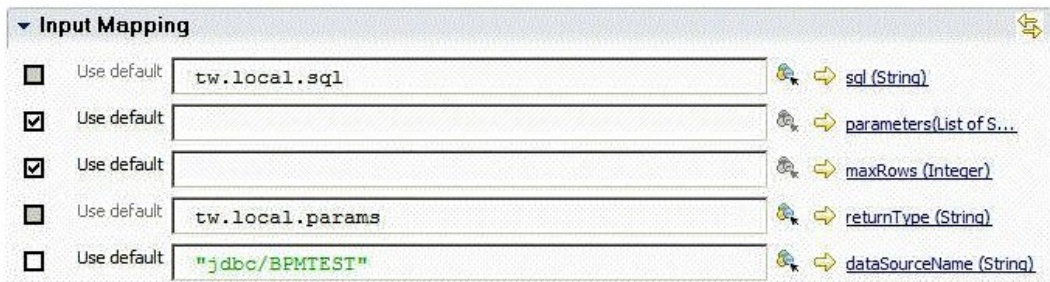 Input Mapping
Use default tw.local.sql sql (String)
Use default parameters(List of S...
Use default maxRows (Integer)
Use default tw.local.params returnType (String)
Use default "jdbc/BPMTEST" dataSourceName (String)